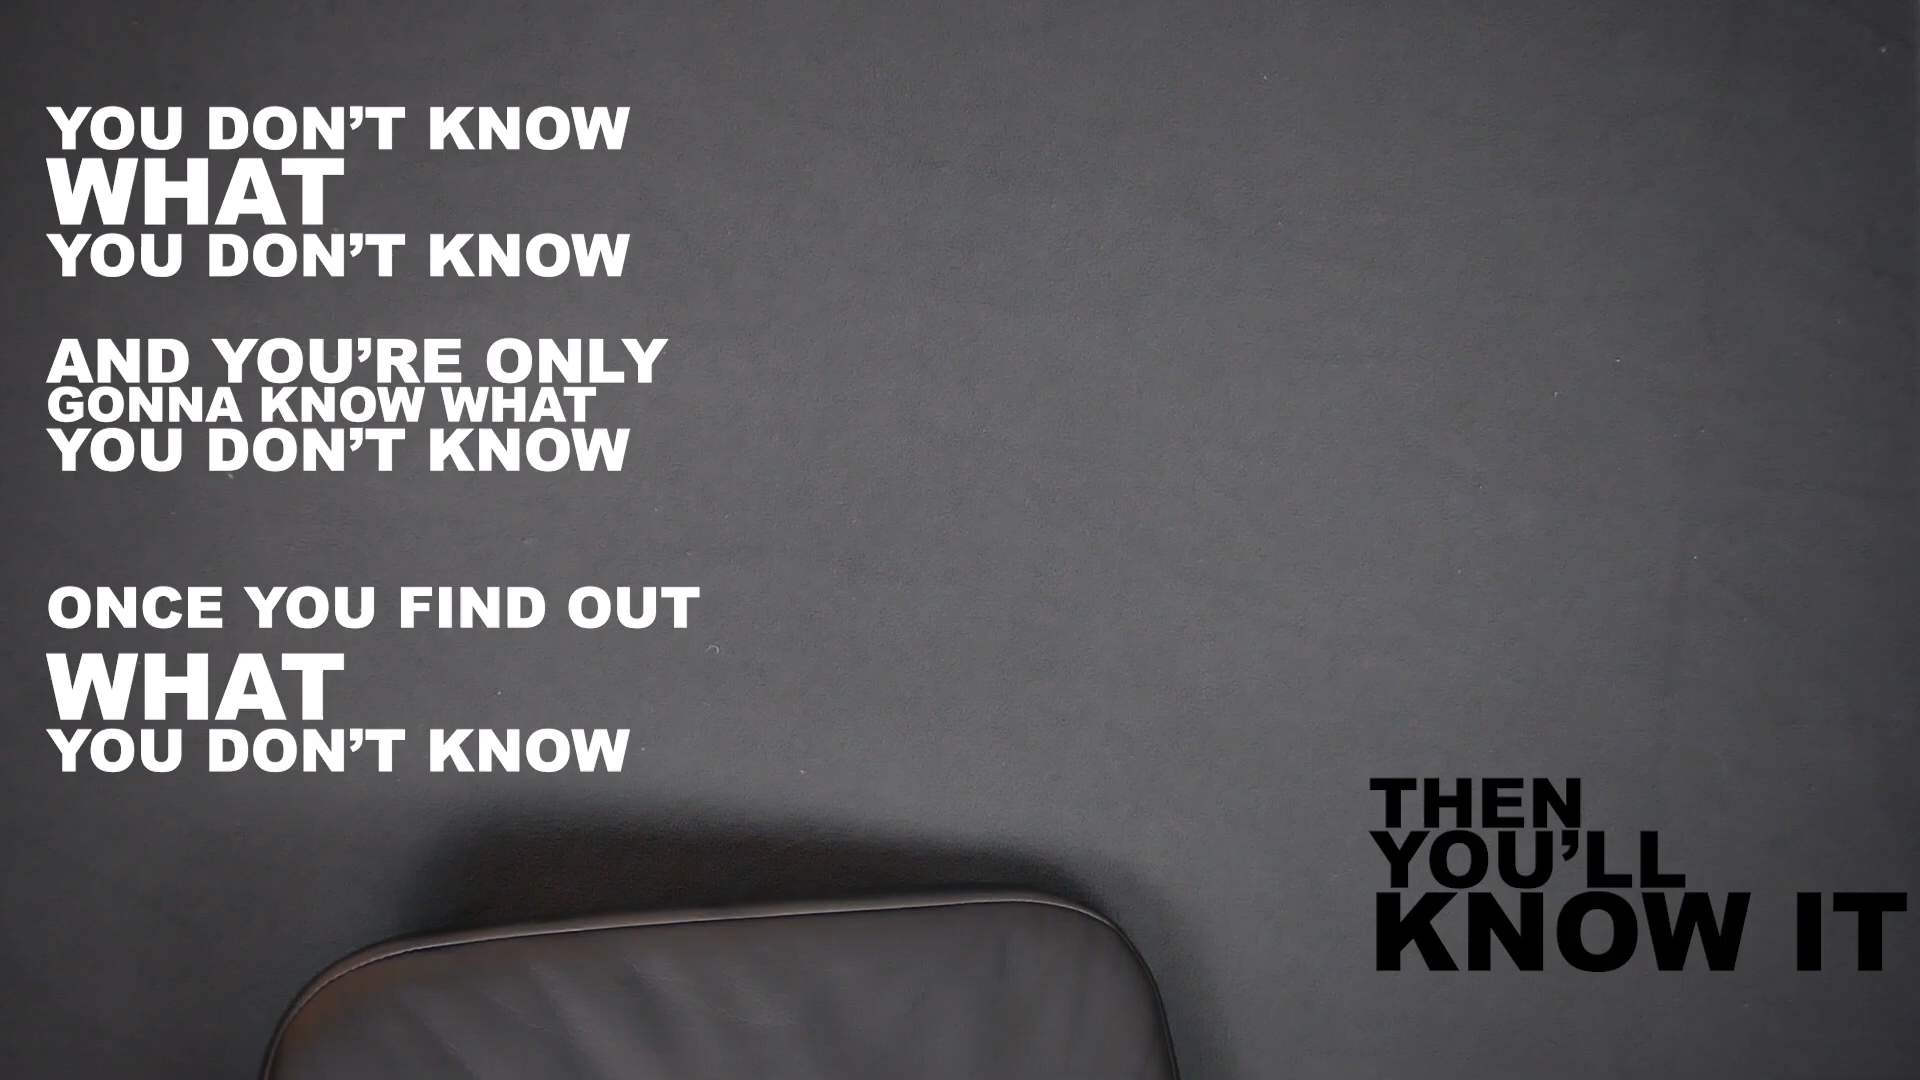 YOU DON’T KNOW
WHAT
YOU DON’T KNOW
AND YOU’RE ONLY
GONNA KNOW WHAT
YOU DON’T KNOW
ONCE YOU FIND OUT
WHAT
YOU DON’T KNOW
THEN
YOU’LL
KNOW IT